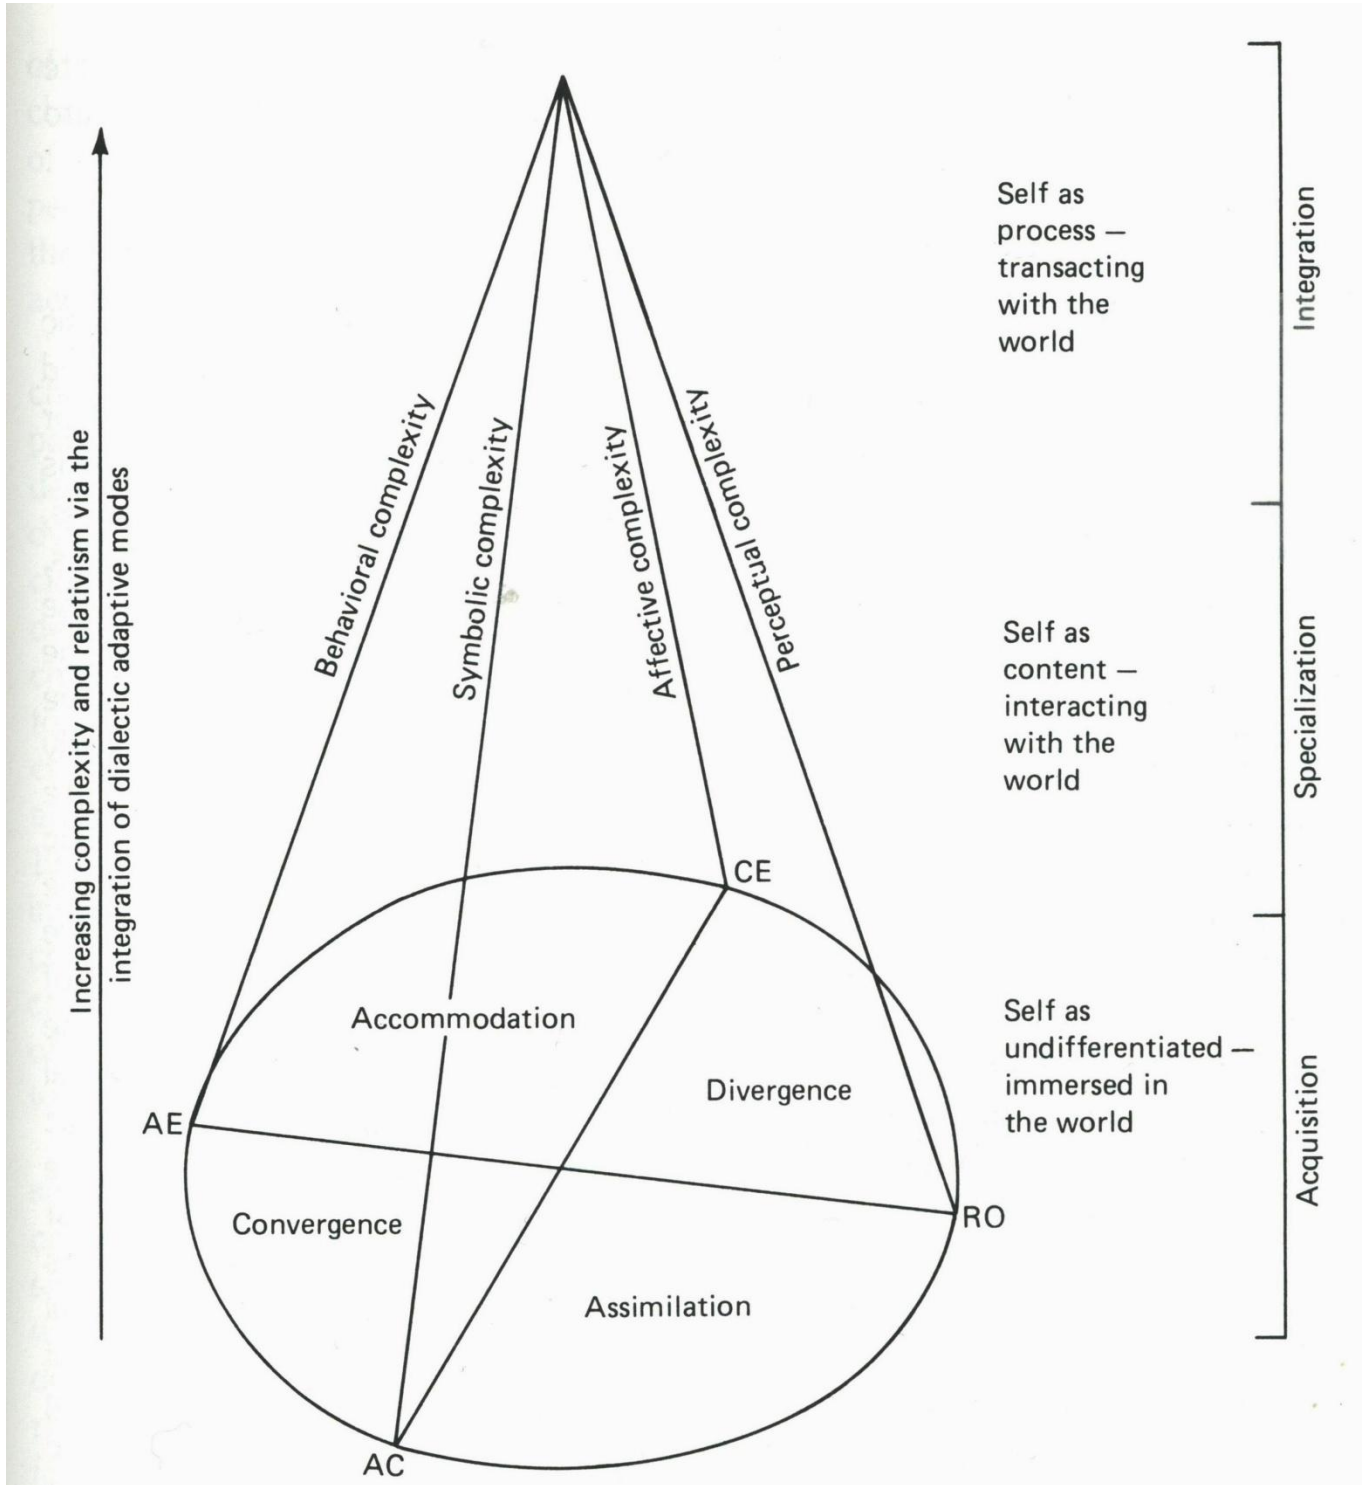 Increasing complexity and relativism via the
integration of dialectic adaptive modes
Behavioral complexity
Symbolic complexity
Affective complexity
Perceptual complexity
Self as
process —
transacting
with the
world
Integration
Self as
content —
interacting
with the
world
Specialization
Self as
undifferentiated —
immersed in
the world
Acquisition
CE
Accommodation
Divergence
AE
RO
Convergence
Assimilation
AC